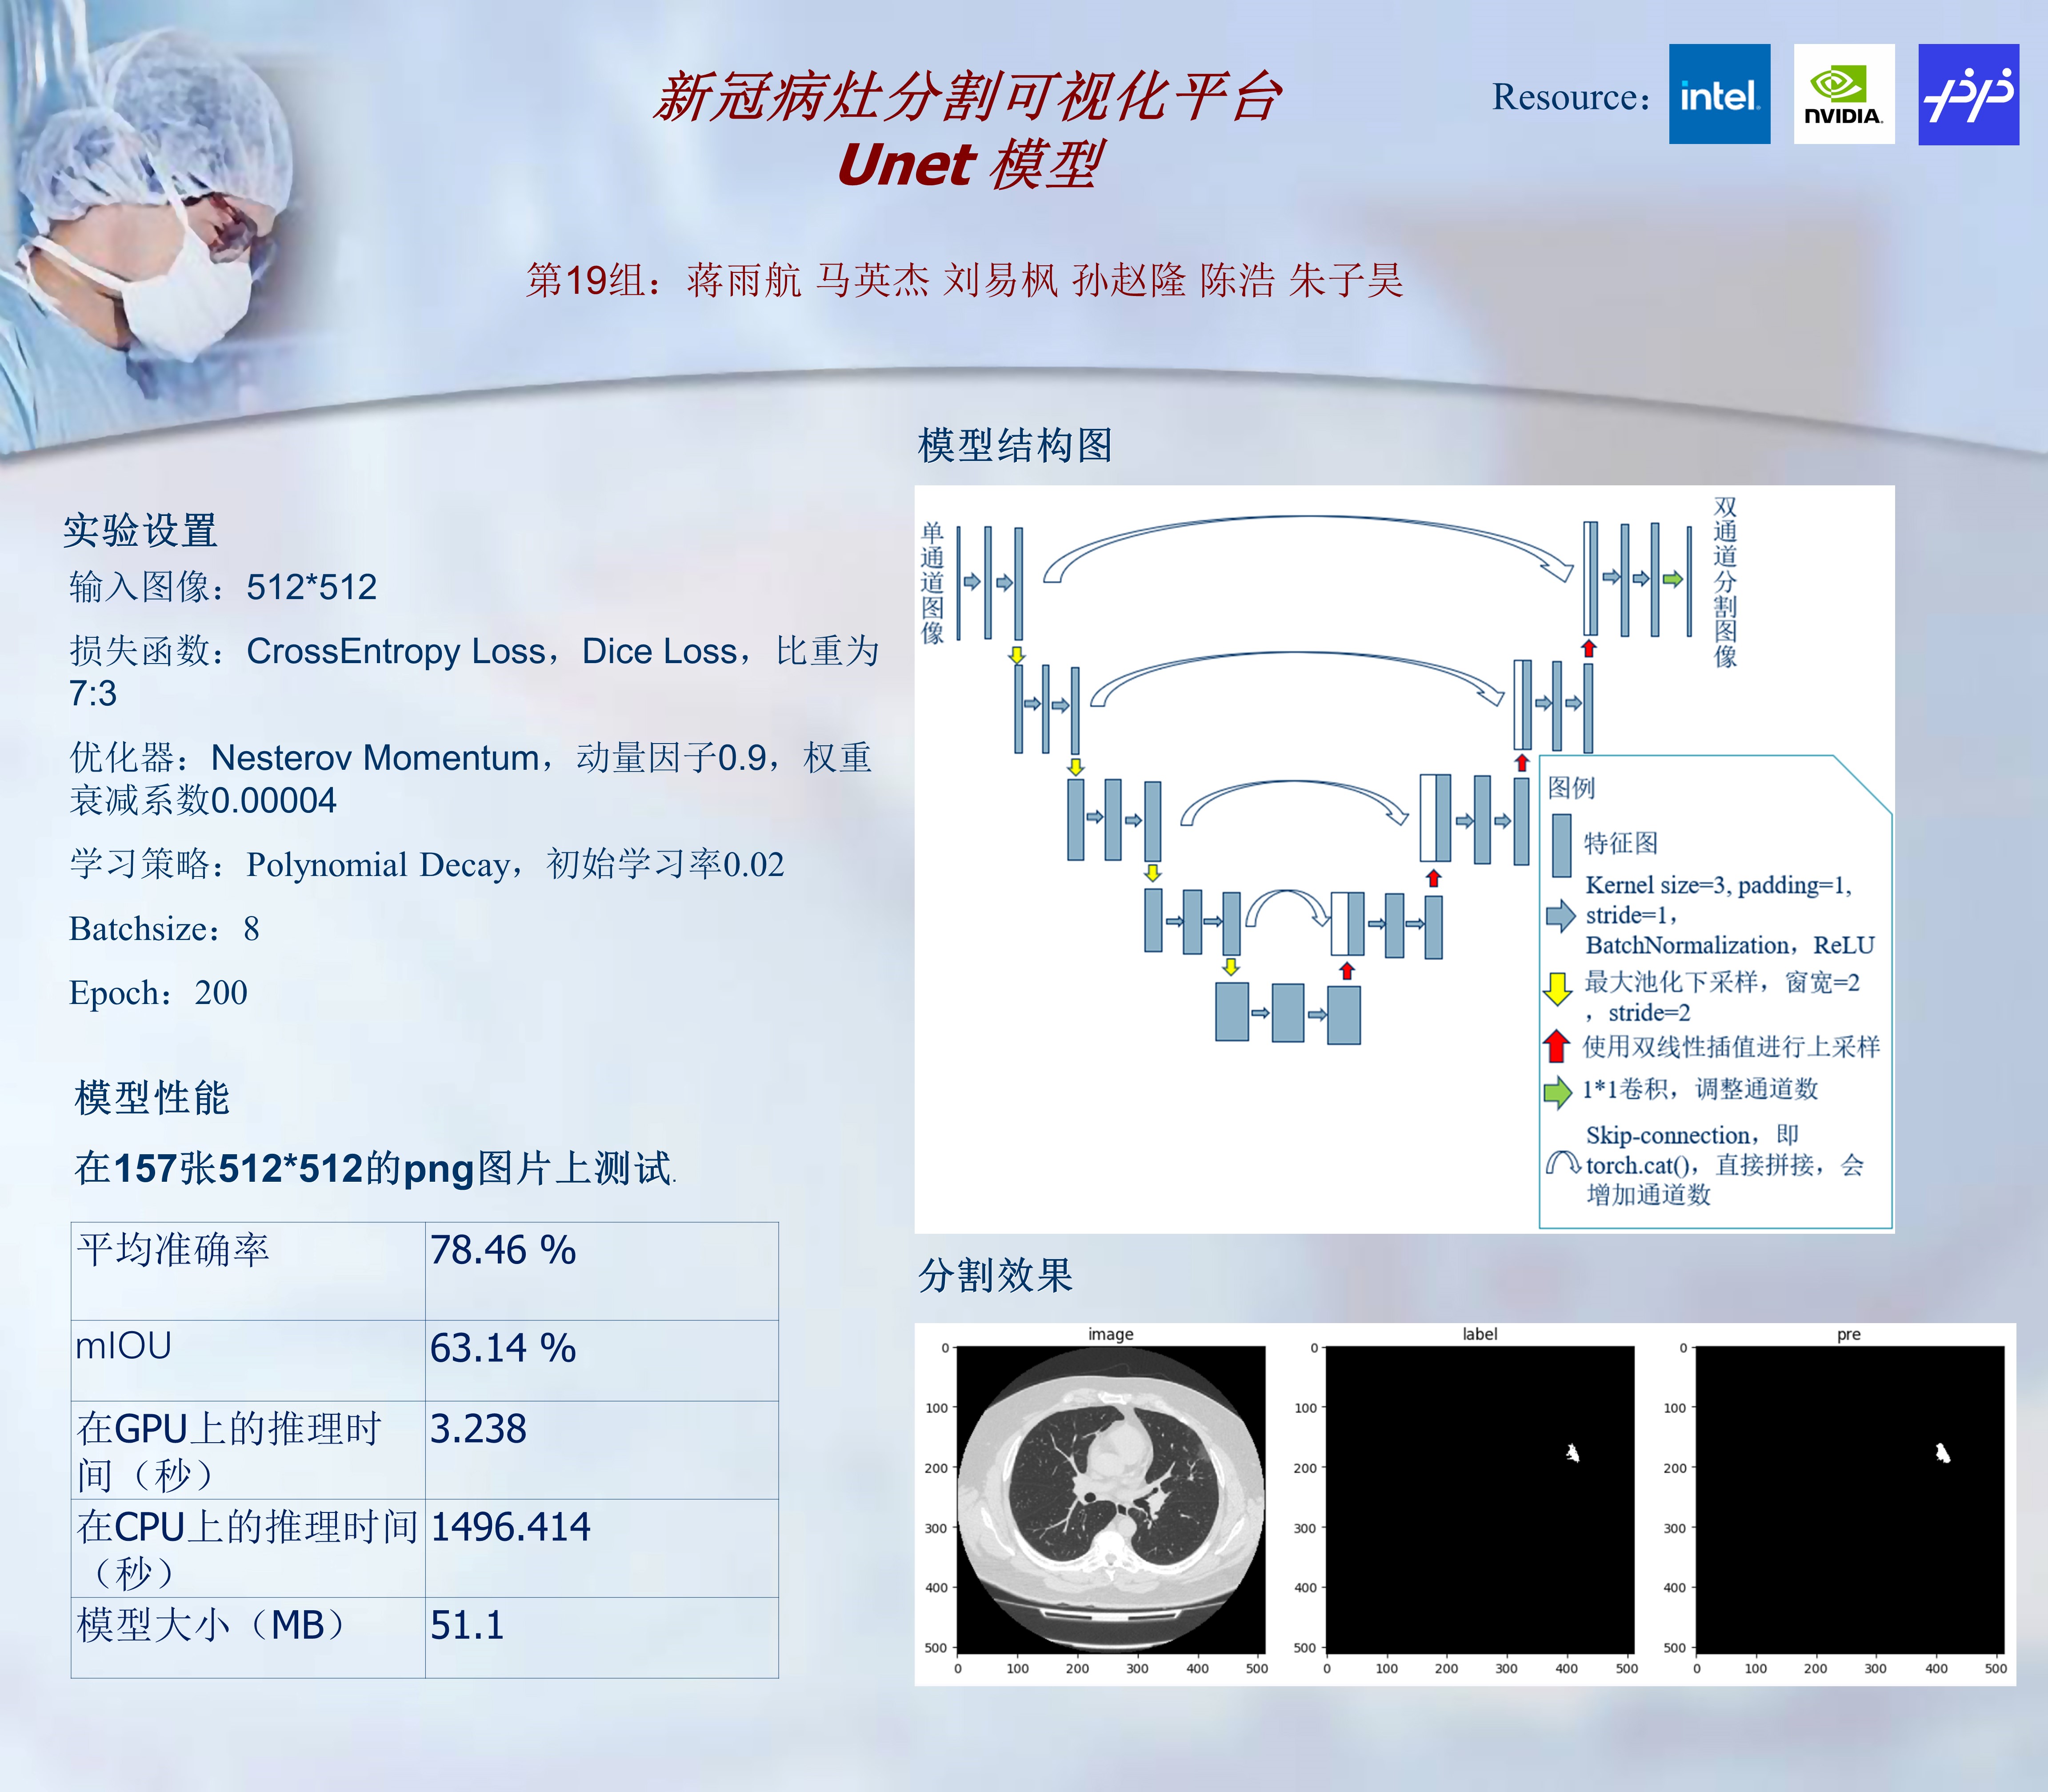 新冠病灶分割可视化平台
Unet 模型
Resource：
intel.
NVIDIA.
第19组：蒋雨航 马英杰 刘易枫 孙赵隆 陈浩 朱子昊
实验设置
输入图像：512*512
损失函数：CrossEntropy Loss，Dice Loss，比重为
7:3
优化器：Nesterov Momentum，动量因子0.9，权重
衰减系数0.00004
学习策略：Polynomial Decay，初始学习率0.02
Batchsize：8
Epoch：200
模型性能
在157张512*512的png图片上测试.
平均准确率 78.46 %
mIOU 63.14 %
在GPU上的推理时
间（秒） 3.238
在CPU上的推理时间
（秒） 1496.414
模型大小（MB） 51.1
模型结构图
单通道图像
双通道分割图像
图例
特征图
Kernel size=3, padding=1,
stride=1，
BatchNormalization，ReLU
最大池化下采样，窗宽=2
，stride=2
使用双线性插值进行上采样
1*1卷积，调整通道数
Skip-connection，即
torch.cat()，直接拼接，会
增加通道数
分割效果
image
0
100
200
300
400
500
0 100 200 300 400 500
label
0
100
200
300
400
500
0 100 200 300 400 500
pre
0
100
200
300
400
500
0 100 200 300 400 500